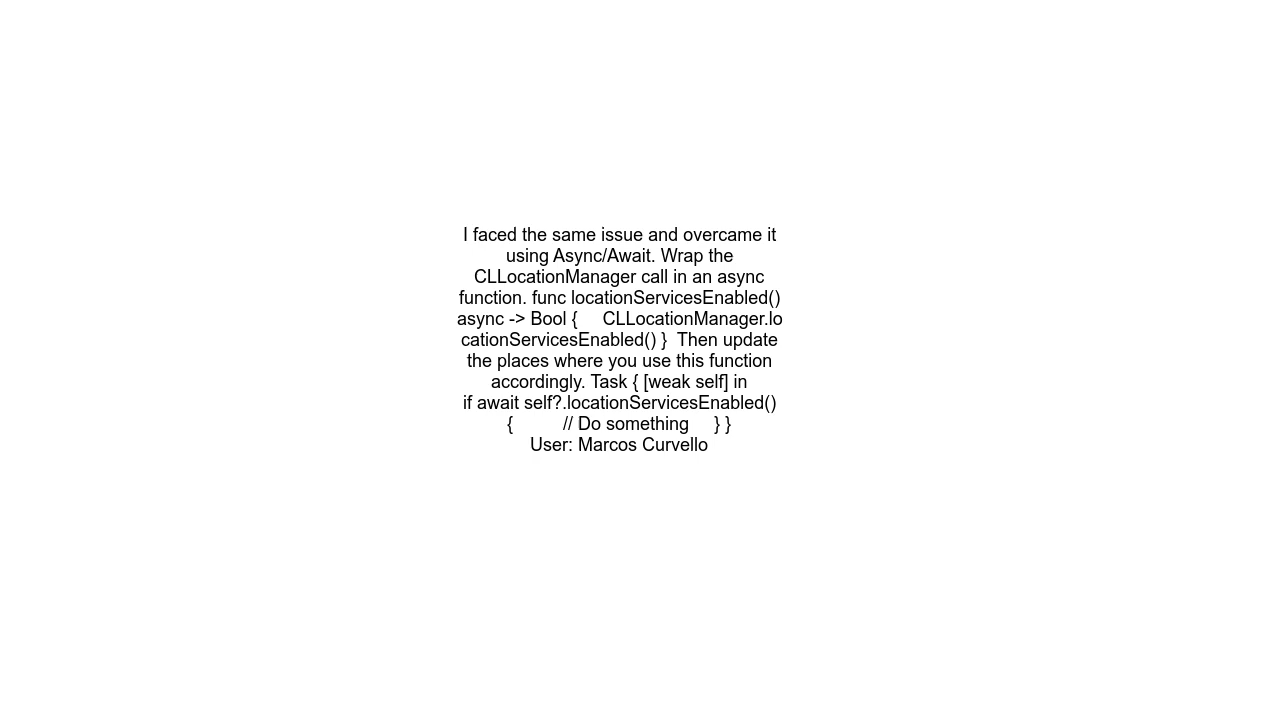 I faced the same issue and overcame it
using Async/Await. Wrap the
CLLocationManager call in an async
function. func locationServicesEnabled()
async -> Bool {     CLLocationManager.lo
cationServicesEnabled() }  Then update
the places where you use this function
accordingly. Task { [weak self] in
if await self?.locationServicesEnabled()
{          // Do something     } }
User: Marcos Curvello